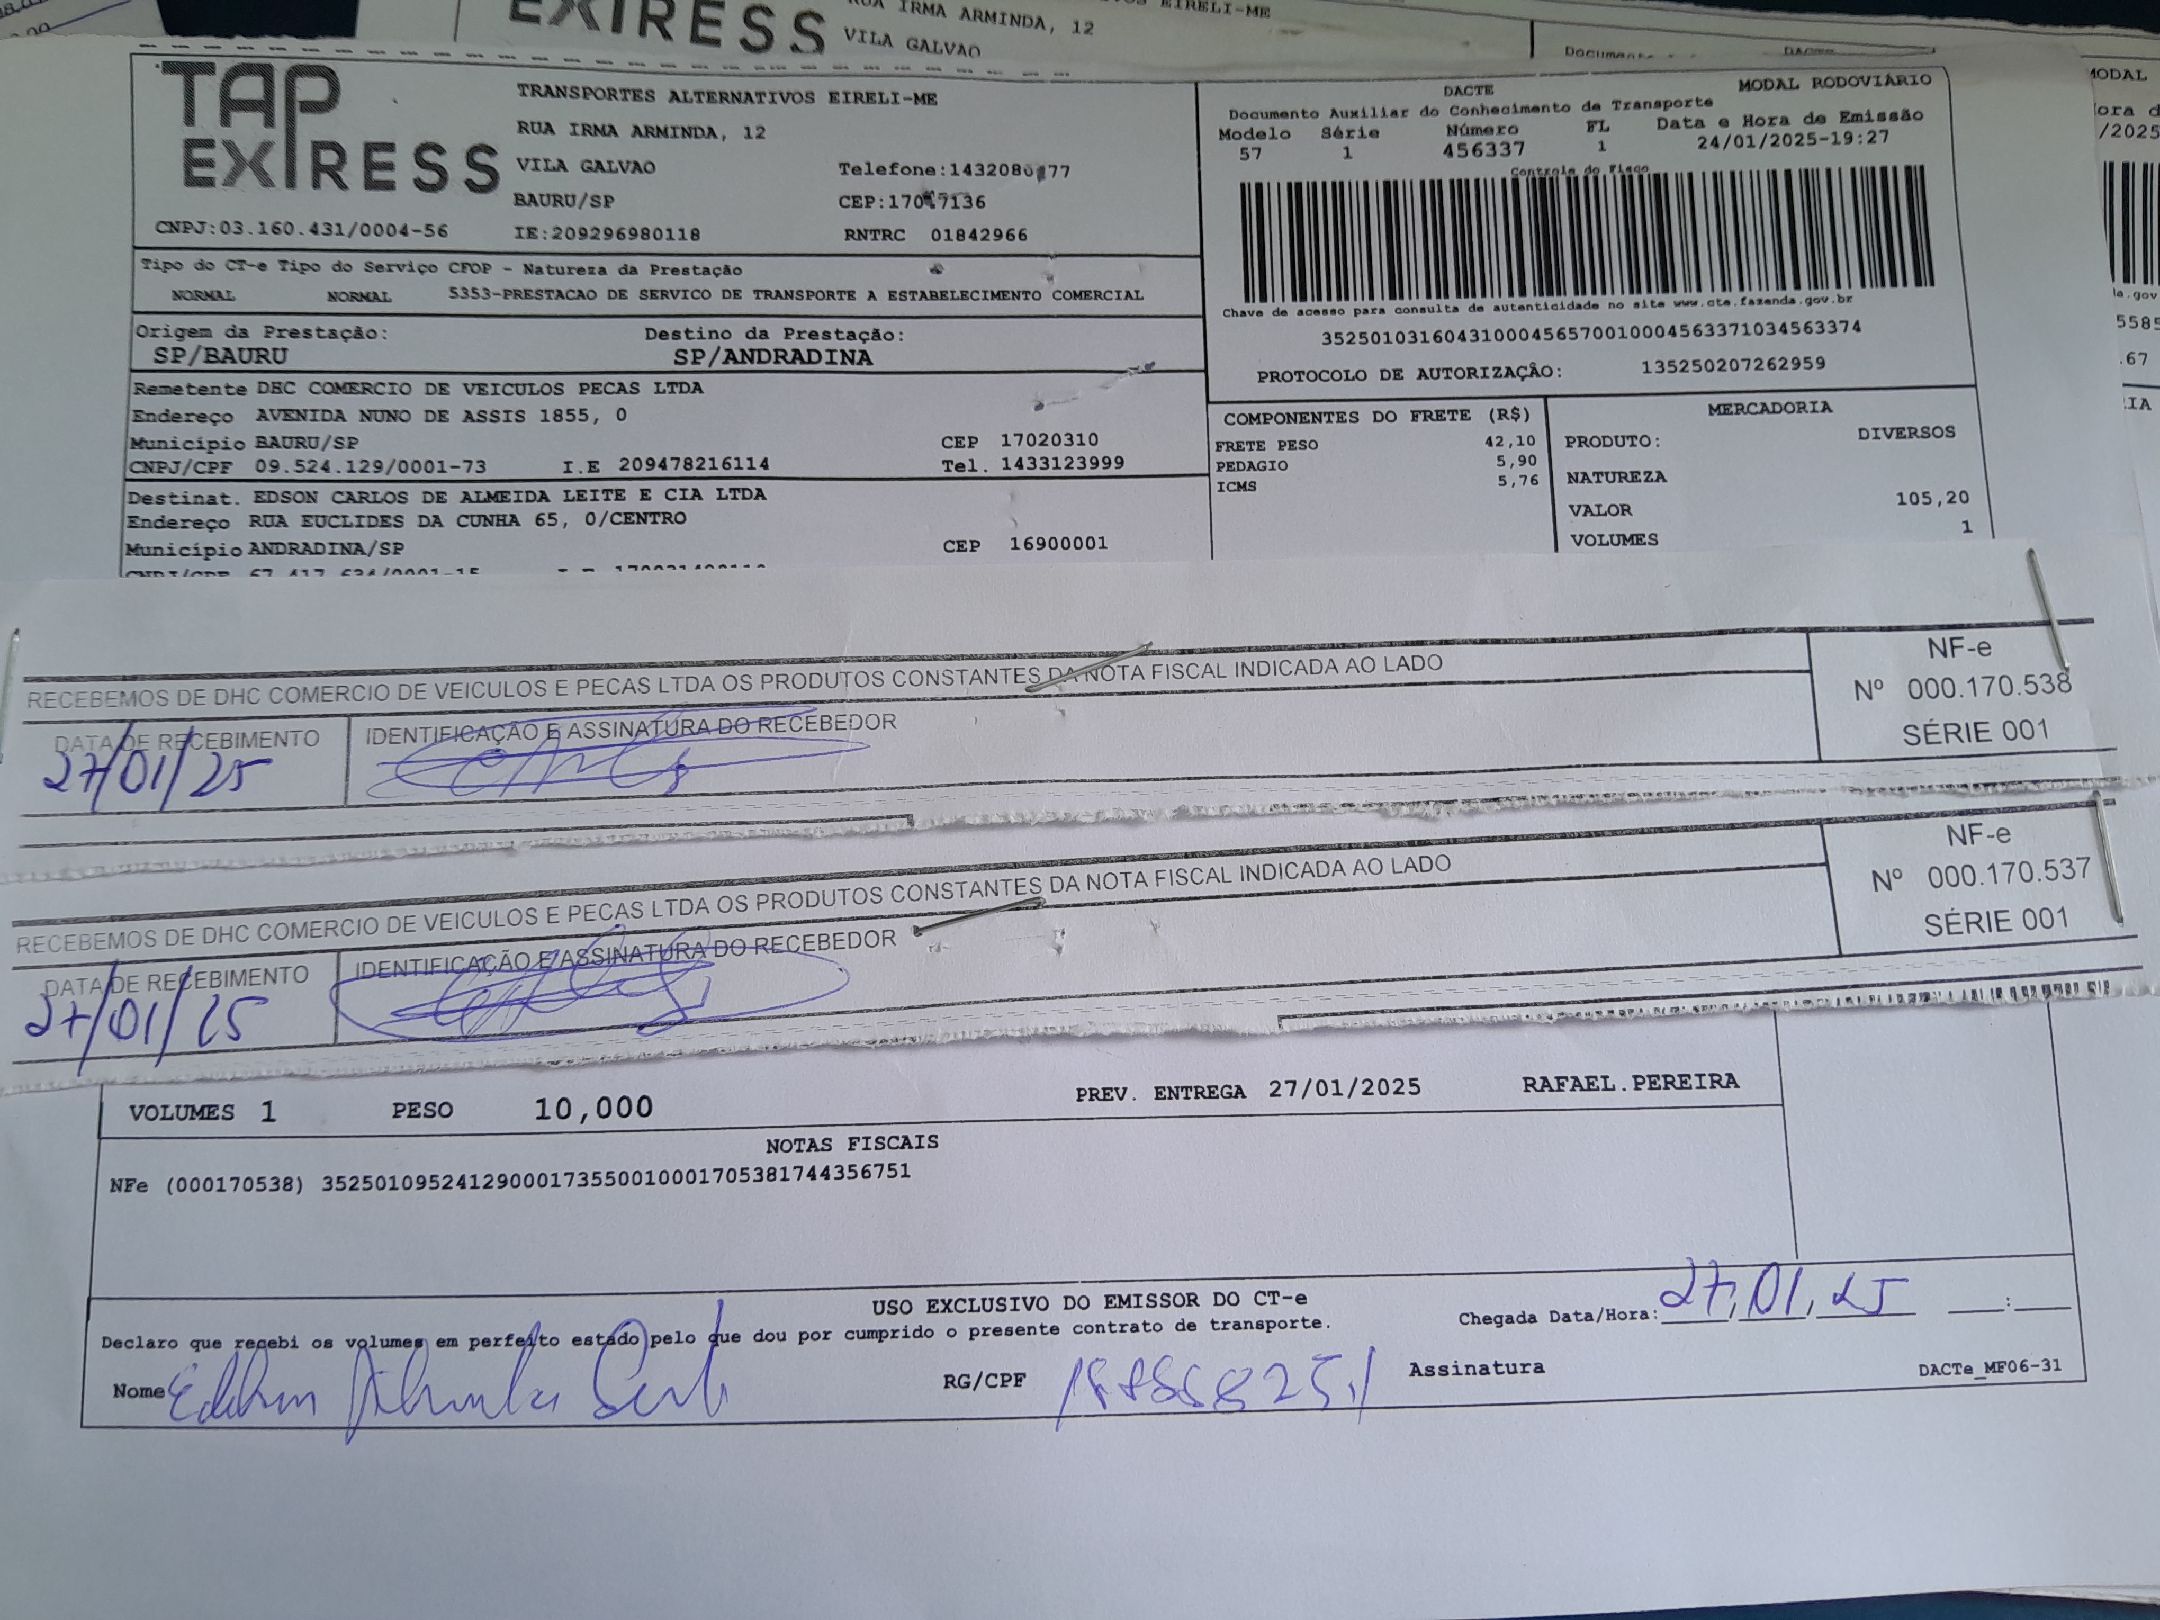 EXPRESS
RUA IRMA ARMINDA, 12
VILA GALVAO
EIRELI-ME
TAP EXPRESS
TRANSPORTES ALTERNATIVOS EIRELI-ME
RUA IRMA ARMINDA, 12
VILA GALVAO
BAURU/SP CEP:17047136
CNPJ:03.160.431/0004-56 IE:209296980118 RNTRC 01842966
DACTE MODAL RODOVIÁRIO
Documento Auxiliar do Conhecimento de Transporte
Modelo Série Número FL Data e Hora de Emissão
57 1 456337 1 24/01/2025-19:27
Controle do Fisco
Chave de acesso para consulta de autenticidade no site www.cte.fazenda.gov.br
35250103160431000456570010004563371034563374
PROTOCOLO DE AUTORIZAÇÃO: 135250207262959
Tipo do CT-e Tipo do Serviço CFOP - Natureza da Prestação
NORMAL NORMAL 5353-PRESTACAO DE SERVICO DE TRANSPORTE A ESTABELECIMENTO COMERCIAL
Origem da Prestação: Destino da Prestação:
SP/BAURU SP/ANDRADINA
Remetente DHC COMERCIO DE VEICULOS PECAS LTDA
Endereço AVENIDA NUNO DE ASSIS 1855, 0
Município BAURU/SP CEP 17020310
CNPJ/CPF 09.524.129/0001-73 I.E 209478216114 Tel. 1433123999
Destinat. EDSON CARLOS DE ALMEIDA LEITE E CIA LTDA
Endereço RUA EUCLIDES DA CUNHA 65, 0/CENTRO
Município ANDRADINA/SP CEP 16900001
COMPONENTES DO FRETE (R$)
FRETE PESO 42,10
PEDAGIO 5,90
ICMS 5,76
MERCADORIA
PRODUTO: DIVERSOS
NATUREZA
VALOR 105,20
VOLUMES 1
RECEBEMOS DE DHC COMERCIO DE VEICULOS E PECAS LTDA OS PRODUTOS CONSTANTES DA NOTA FISCAL INDICADA AO LADO
NF-e
Nº 000.170.538
SÉRIE 001
DATA DE RECEBIMENTO IDENTIFICAÇÃO E ASSINATURA DO RECEBEDOR
27/01/25
RECEBEMOS DE DHC COMERCIO DE VEICULOS E PECAS LTDA OS PRODUTOS CONSTANTES DA NOTA FISCAL INDICADA AO LADO
NF-e
Nº 000.170.537
SÉRIE 001
DATA DE RECEBIMENTO IDENTIFICAÇÃO E ASSINATURA DO RECEBEDOR
27/01/25
VOLUMES 1 PESO 10,000 PREV. ENTREGA 27/01/2025 RAFAEL.PEREIRA
NOTAS FISCAIS
NFe (000170538) 35250109524129000173550010001705381744356751
USO EXCLUSIVO DO EMISSOR DO CT-e
Declaro que recebi os volumes em perfeito estado pelo que dou por cumprido o presente contrato de transporte.
Chegada Data/Hora: 27/01/25 __:__
Nome RG/CPF Assinatura DACTe_MF06-31